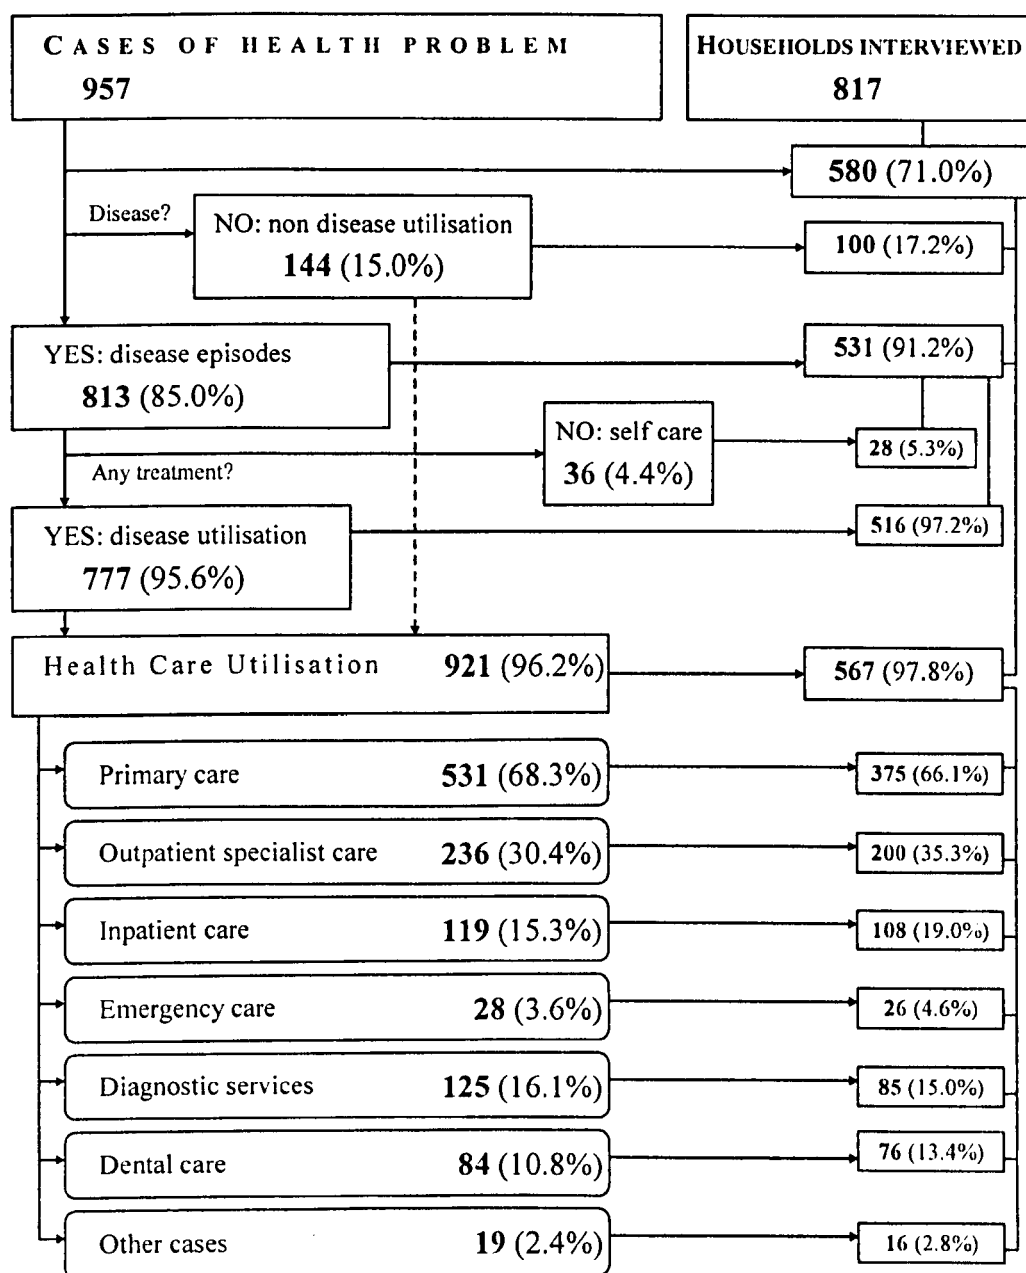 CASES OF HEALTH PROBLEM
957
HOUSEHOLDS INTERVIEWED
817
580 (71.0%)
Disease?
NO: non disease utilisation
144 (15.0%)
100 (17.2%)
YES: disease episodes
813 (85.0%)
531 (91.2%)
NO: self care
36 (4.4%)
28 (5.3%)
Any treatment?
YES: disease utilisation
777 (95.6%)
516 (97.2%)
Health Care Utilisation 921 (96.2%)
567 (97.8%)
Primary care 531 (68.3%)
375 (66.1%)
Outpatient specialist care 236 (30.4%)
200 (35.3%)
Inpatient care 119 (15.3%)
108 (19.0%)
Emergency care 28 (3.6%)
26 (4.6%)
Diagnostic services 125 (16.1%)
85 (15.0%)
Dental care 84 (10.8%)
76 (13.4%)
Other cases 19 (2.4%)
16 (2.8%)